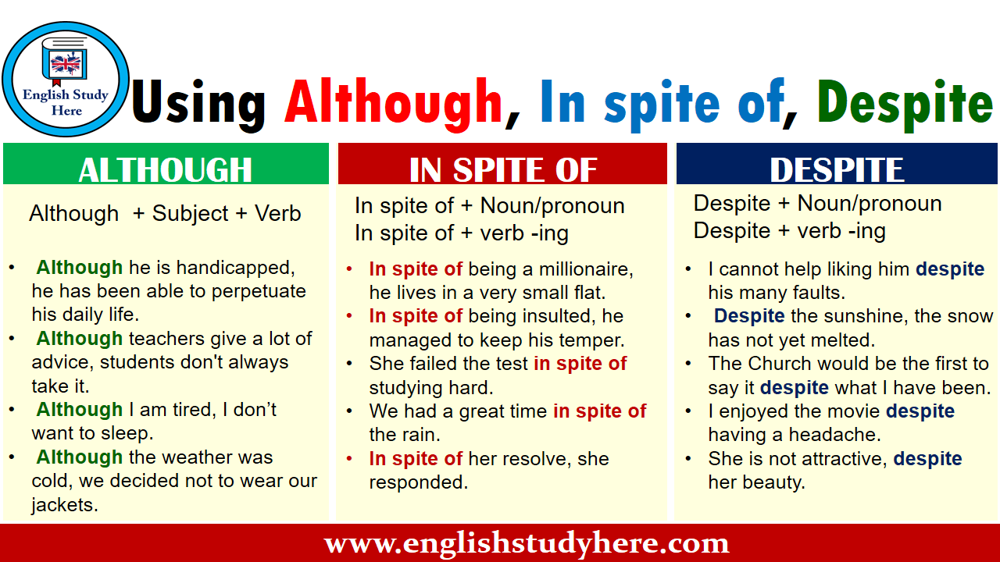 English Study
Here
Using Although, In spite of, Despite
ALTHOUGH
Although + Subject + Verb
• Although he is handicapped,
he has been able to perpetuate
his daily life.
• Although teachers give a lot of
advice, students don't always
take it.
• Although I am tired, I don’t
want to sleep.
• Although the weather was
cold, we decided not to wear our
jackets.
IN SPITE OF
In spite of + Noun/pronoun
In spite of + verb -ing
• In spite of being a millionaire,
he lives in a very small flat.
• In spite of being insulted, he
managed to keep his temper.
• She failed the test in spite of
studying hard.
• We had a great time in spite of
the rain.
• In spite of her resolve, she
responded.
DESPITE
Despite + Noun/pronoun
Despite + verb -ing
• I cannot help liking him despite
his many faults.
• Despite the sunshine, the snow
has not yet melted.
• The Church would be the first to
say it despite what I have been.
• I enjoyed the movie despite
having a headache.
• She is not attractive, despite
her beauty.
www.englishstudyhere.com